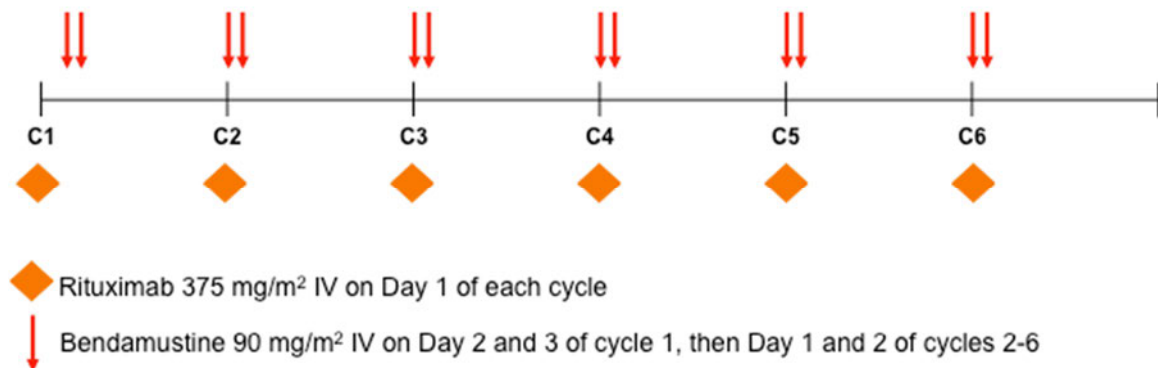 C1 C2 C3 C4 C5 C6
Rituximab 375 mg/m² IV on Day 1 of each cycle
Bendamustine 90 mg/m² IV on Day 2 and 3 of cycle 1, then Day 1 and 2 of cycles 2-6